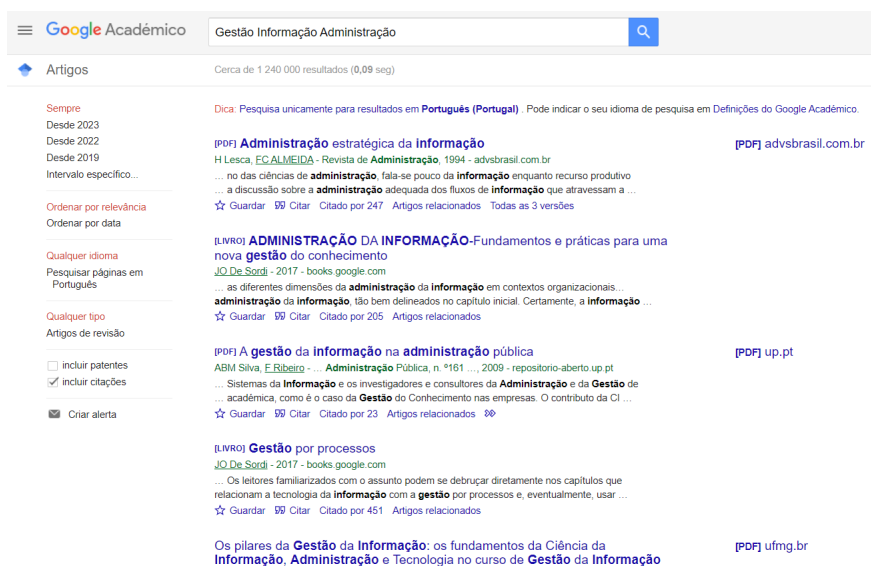 Google Académico
Gestão Informação Administração
Artigos
Cerca de 1 240 000 resultados (0,09 seg)
Sempre
Desde 2023
Desde 2022
Desde 2019
Intervalo específico...
Ordenar por relevância
Ordenar por data
Qualquer idioma
Pesquisar páginas em
Português
Qualquer tipo
Artigos de revisão
incluir patentes
incluir citações
Criar alerta
Dica: Pesquisa unicamente para resultados em Português (Portugal) . Pode indicar o seu idioma de pesquisa em Definições do Google Académico.
[PDF] Administração estratégica da informação
[PDF] advsbrasil.com.br
H Lesca, FC ALMEIDA - Revista de Administração, 1994 - advsbrasil.com.br
… no das ciências de administração, fala-se pouco da informação enquanto recurso produtivo
… a discussão sobre a administração adequada dos fluxos de informação que atravessam a …
Guardar Citar Citado por 247 Artigos relacionados Todas as 3 versões
[LIVRO] ADMINISTRAÇÃO DA INFORMAÇÃO-Fundamentos e práticas para uma
nova gestão do conhecimento
JO De Sordi - 2017 - books.google.com
… as diferentes dimensões da administração da informação em contextos organizacionais…
administração da informação, tão bem delineados no capítulo inicial. Certamente, a informação …
Guardar Citar Citado por 205 Artigos relacionados
[PDF] A gestão da informação na administração pública
[PDF] up.pt
ABM Silva, F Ribeiro - … Administração Pública, n. º161 …, 2009 - repositorio-aberto.up.pt
… Sistemas da Informação e os investigadores e consultores da Administração e da Gestão de
… académica, como é o caso da Gestão do Conhecimento nas empresas. O contributo da CI …
Guardar Citar Citado por 23 Artigos relacionados
[LIVRO] Gestão por processos
JO De Sordi - 2017 - books.google.com
… Os leitores familiarizados com o assunto podem se debruçar diretamente nos capítulos que
relacionam a tecnologia da informação com a gestão por processos e, eventualmente, usar …
Guardar Citar Citado por 451 Artigos relacionados
Os pilares da Gestão da Informação: os fundamentos da Ciência da
Informação, Administração e Tecnologia no curso de Gestão da Informação
[PDF] ufmg.br